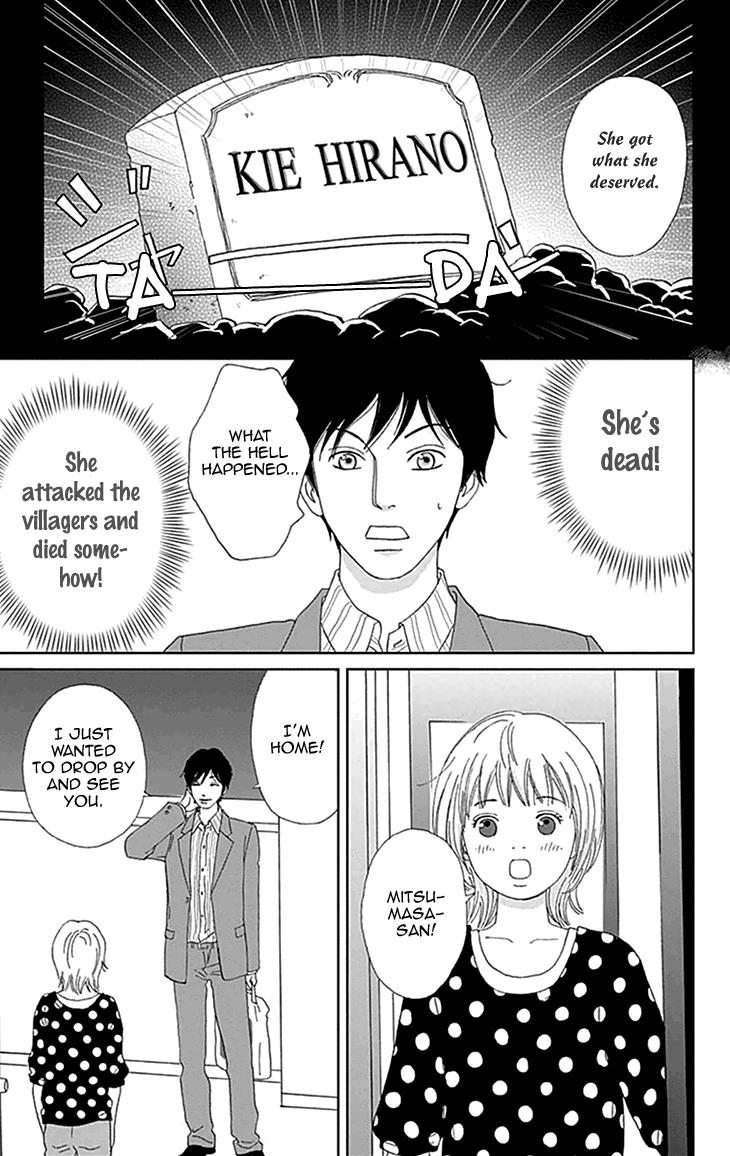 She got
what she
deserved.
KIE HIRANO
TA
DA
She's
dead!
WHAT
THE HELL
HAPPENED...
She
attacked the
villagers and
died some-
how!
MITSU-
MASA-
SAN!
I'M
HOME!
I JUST
WANTED
TO DROP BY
AND SEE
YOU.